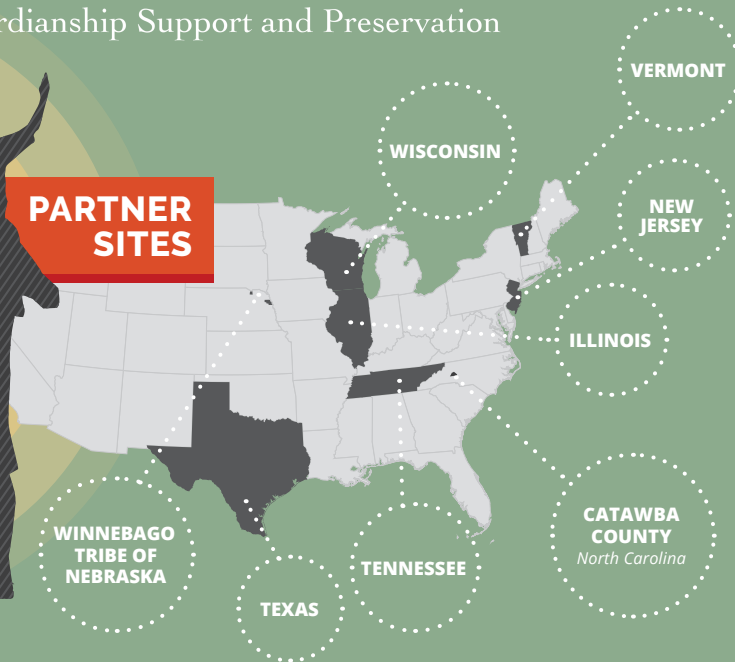 Support and Preservation
PARTNER
SITES
VERMONT
WISCONSIN
NEW
JERSEY
ILLINOIS
CATAWBA
COUNTY
North Carolina
WINNEBAGO
TRIBE OF
NEBRASKA
TENNESSEE
TEXAS